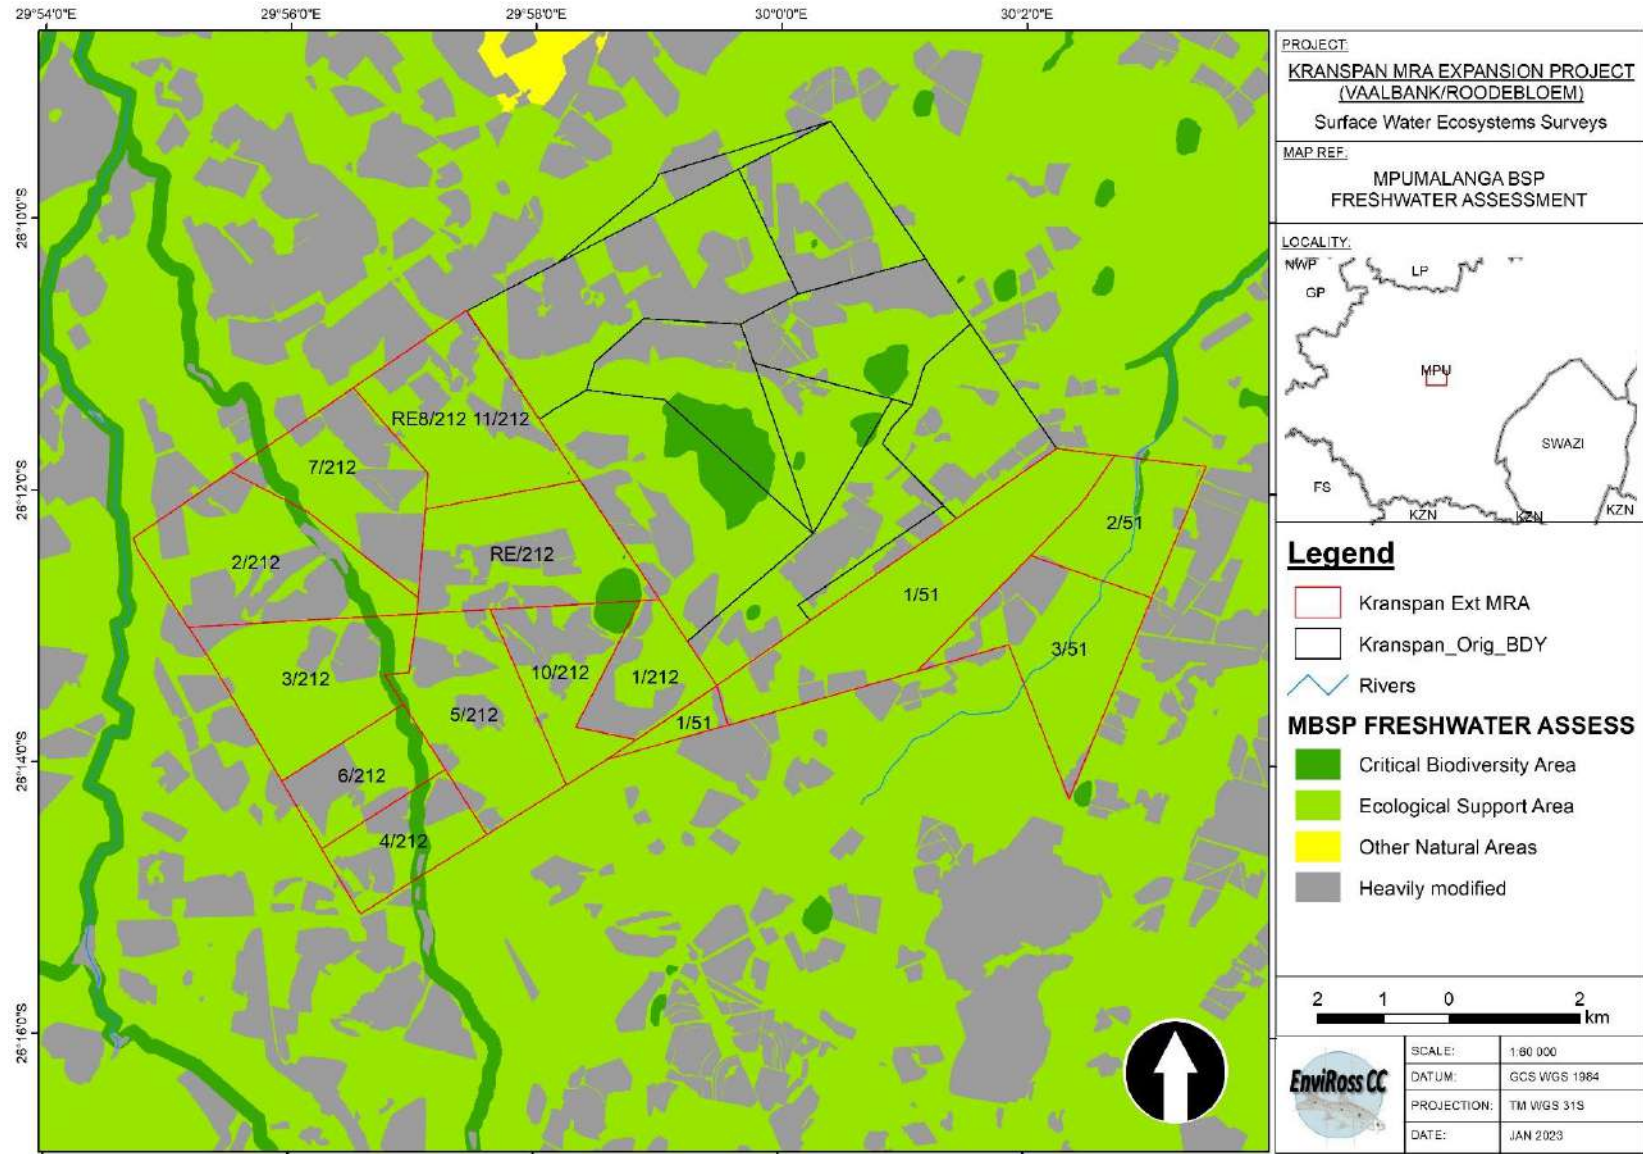 29°54'0"E 29°56'0"E 29°58'0"E 30°0'0"E 30°2'0"E
26°10'0"S
26°12'0"S
26°14'0"S
26°16'0"S
RE8/212 11/212
7/212
2/212
RE/212
3/212
10/212
1/212
5/212
1/51
6/212
4/212
2/51
1/51
3/51
PROJECT:
KRANSPAN MRA EXPANSION PROJECT
(VAALBANK/ROODEBLOEM)
Surface Water Ecosystems Surveys
MAP REF:
MPUMALANGA BSP
FRESHWATER ASSESSMENT
LOCALITY:
NWP
LP
GP
MPU
SWAZI
FS
KZN
KZN
KZN
Legend
Kranspan Ext MRA
Kranspan_Orig_BDY
Rivers
MBSP FRESHWATER ASSESS
Critical Biodiversity Area
Ecological Support Area
Other Natural Areas
Heavily modified
2 1 0 2
km
EnviRoss CC
SCALE: 1:60 000
DATUM: GCS WGS 1984
PROJECTION: TM WGS 31S
DATE: JAN 2023